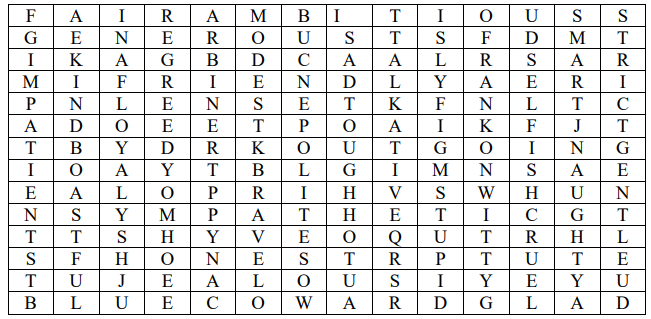 F A I R A M B I T I O U S S
G E N E R O U S T S F D M T
I K A G B D C A A L R S A R
M I F R I E N D L Y A E R I
P N L E N S E T K F N L T C
A D O E E T P O A I K F J T
T B Y D R K O U T G O I N G
I O A Y T B L G I M N S A E
E A L O P R I H V S W H U N
N S Y M P A T H E T I C G T
T T S H Y V E O Q U T R H L
S F H O N E S T R P T U T E
T U J E A L O U S I Y E Y U
B L U E C O W A R D G L A D